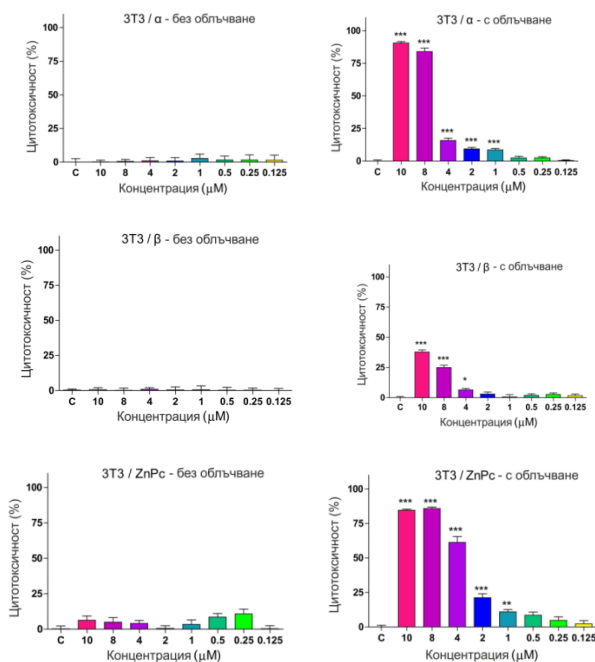 3T3 / α - без облъчване
Цитотоксичност (%)
100
75
50
25
0
C 10 8 4 2 1 0.5 0.25 0.125
Концентрация (μM)
3T3 / α - с облъчване
Цитотоксичност (%)
100
75
50
25
0
*** *** *** *** ***
C 10 8 4 2 1 0.5 0.25 0.125
Концентрация (μM)
3T3 / β - без облъчване
Цитотоксичност (%)
100
75
50
25
0
C 10 8 4 2 1 0.5 0.25 0.125
Концентрация (μM)
3T3 / β - с облъчване
Цитотоксичност (%)
100
75
50
25
0
*** *** *
C 10 8 4 2 1 0.5 0.25 0.125
Концентрация (μM)
3T3 / ZnPc - без облъчване
Цитотоксичност (%)
100
75
50
25
0
C 10 8 4 2 1 0.5 0.25 0.125
Концентрация (μM)
3T3 / ZnPc - с облъчване
Цитотоксичност (%)
100
75
50
25
0
*** *** *** *** **
C 10 8 4 2 1 0.5 0.25 0.125
Концентрация (μM)